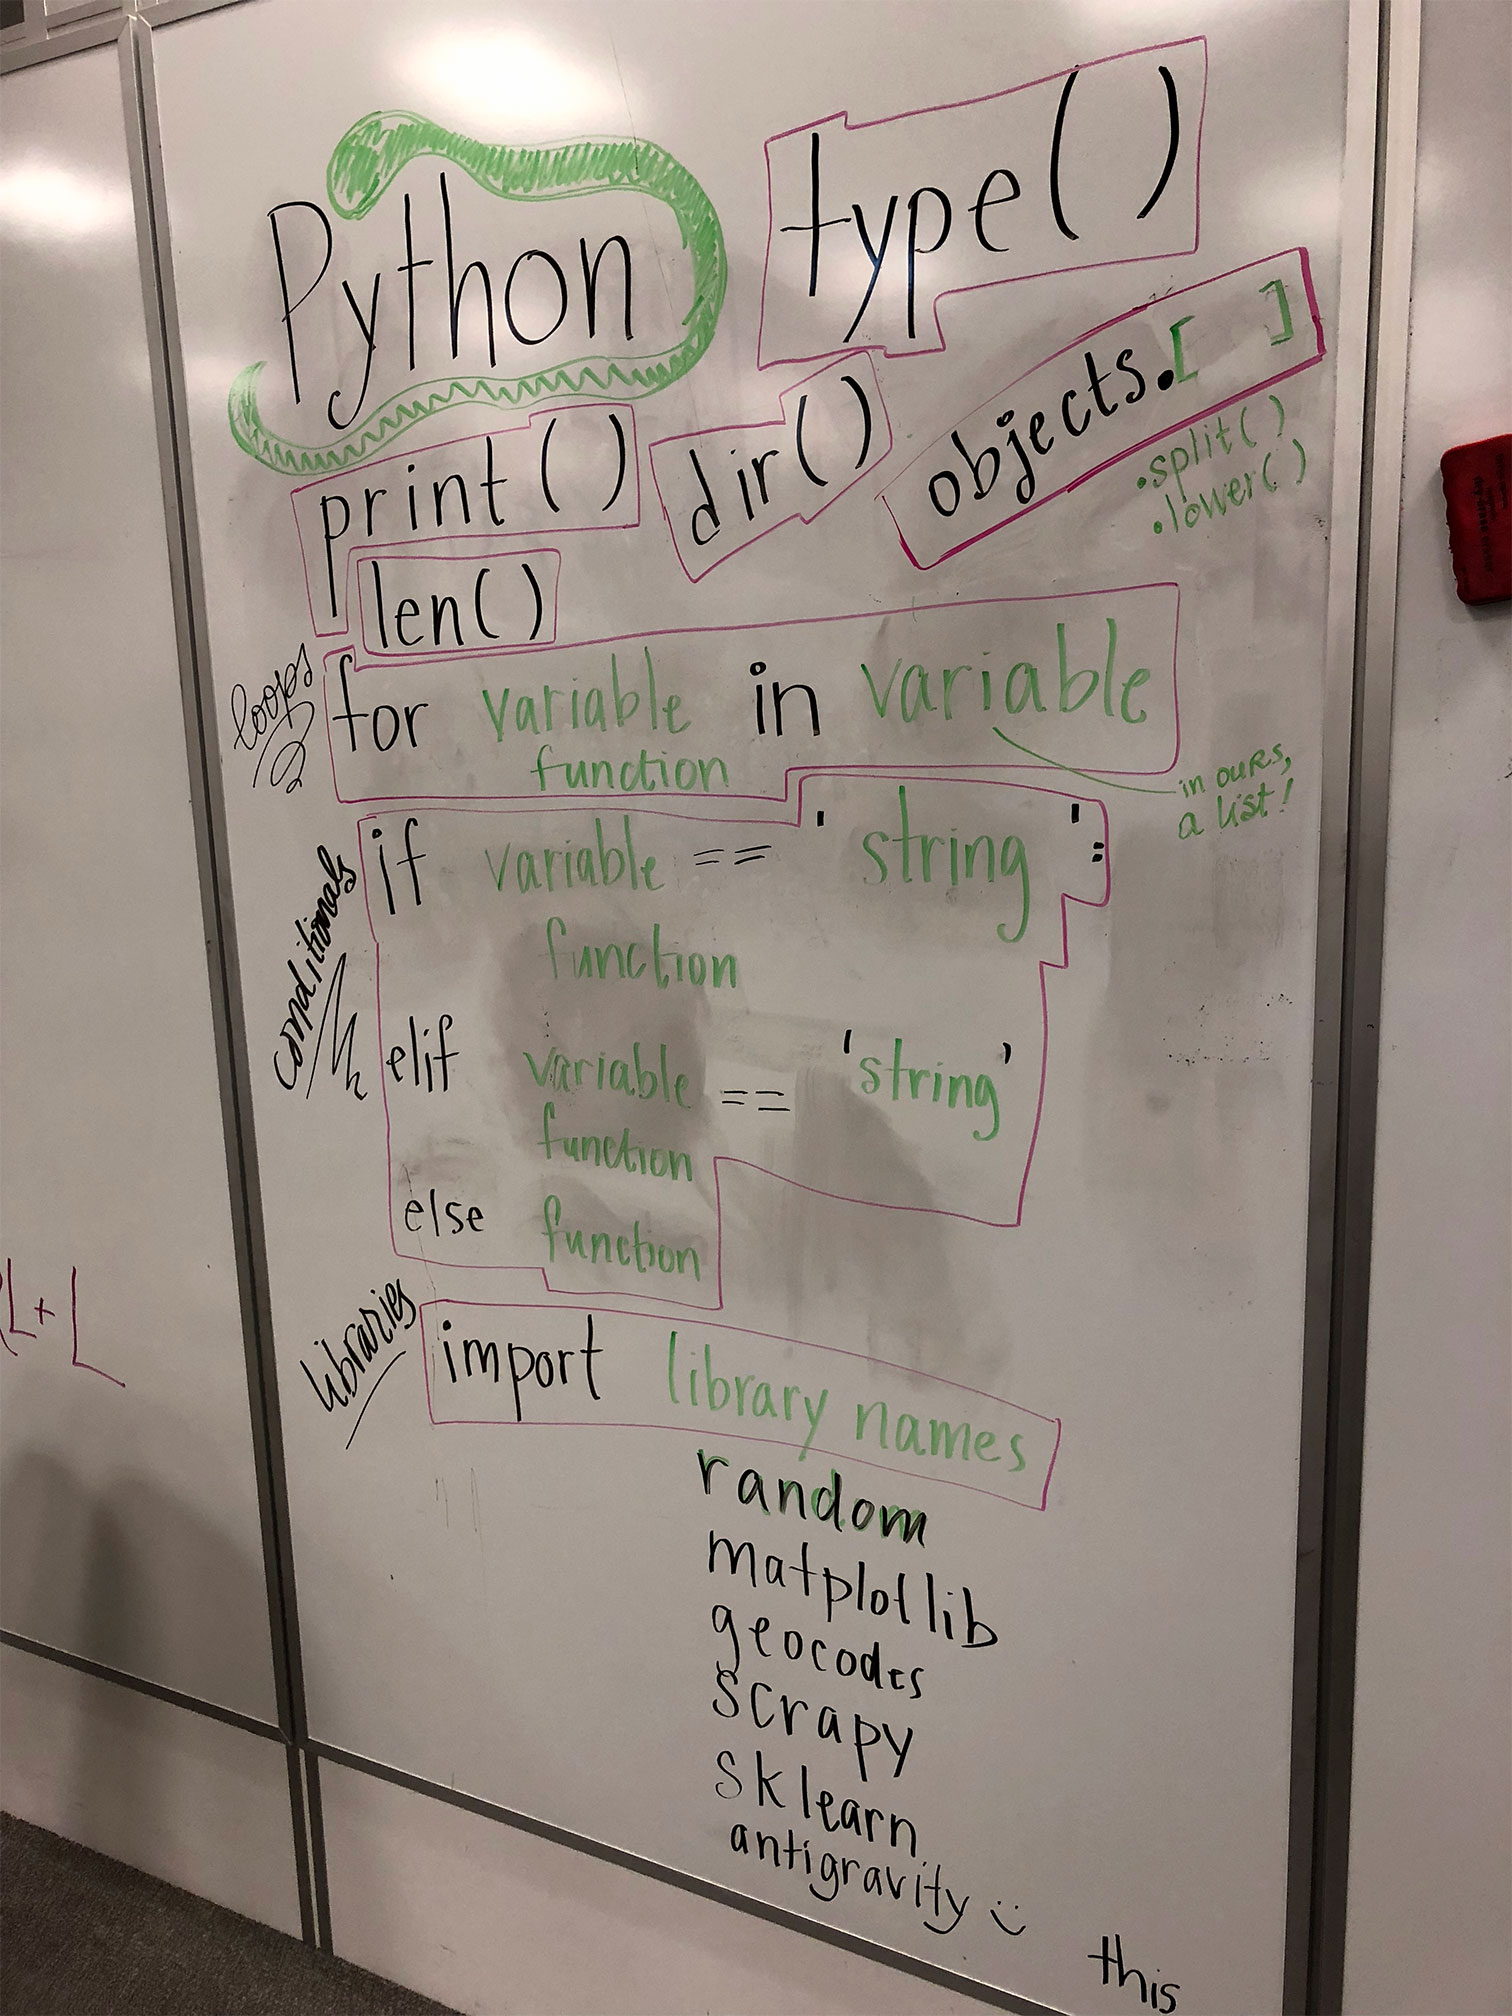 Python
type()
print()
dir()
objects.[ ]
.split()
.lower()
len()
loops
for variable in variable
function
in ours,
a list!
conditionals
if variable == 'string':
function
elif variable == 'string'
function
else function
libraries
import library names
random
matplotlib
geocodes
scrapy
sklearn
antigravity
this
L+L